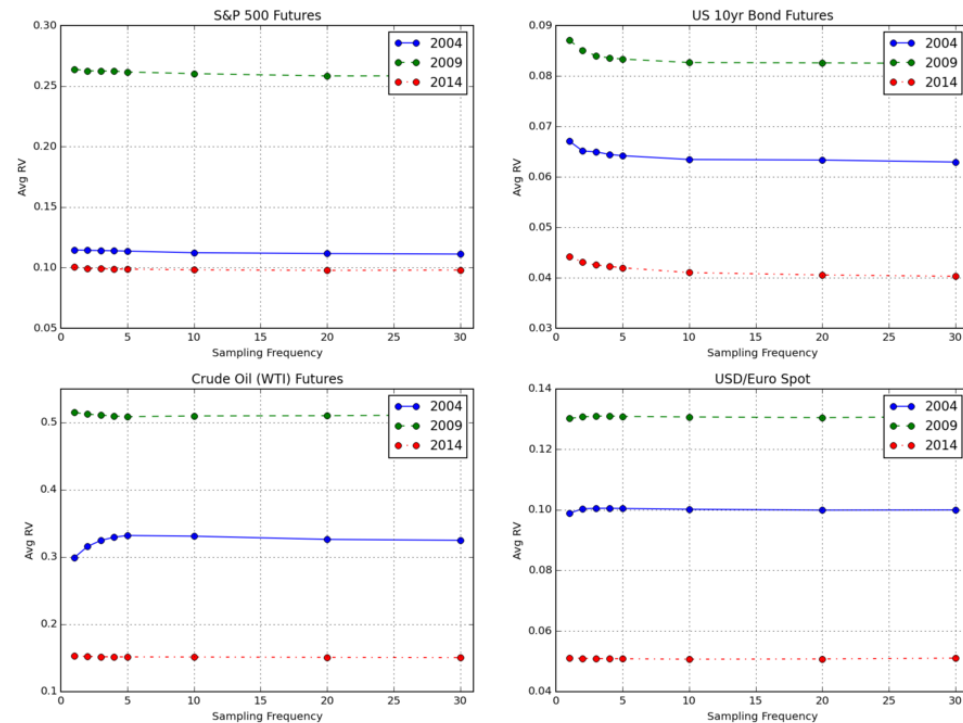 S&P 500 Futures
0.30
0.25
0.20
0.15
0.10
0.05
Avg RV
0 5 10 15 20 25 30
Sampling Frequency
2004
2009
2014
US 10yr Bond Futures
0.09
0.08
0.07
0.06
0.05
0.04
0.03
Avg RV
0 5 10 15 20 25 30
Sampling Frequency
2004
2009
2014
Crude Oil (WTI) Futures
0.5
0.4
0.3
0.2
0.1
Avg RV
0 5 10 15 20 25 30
Sampling Frequency
2004
2009
2014
USD/Euro Spot
0.14
0.12
0.10
0.08
0.06
0.04
Avg RV
0 5 10 15 20 25 30
Sampling Frequency
2004
2009
2014